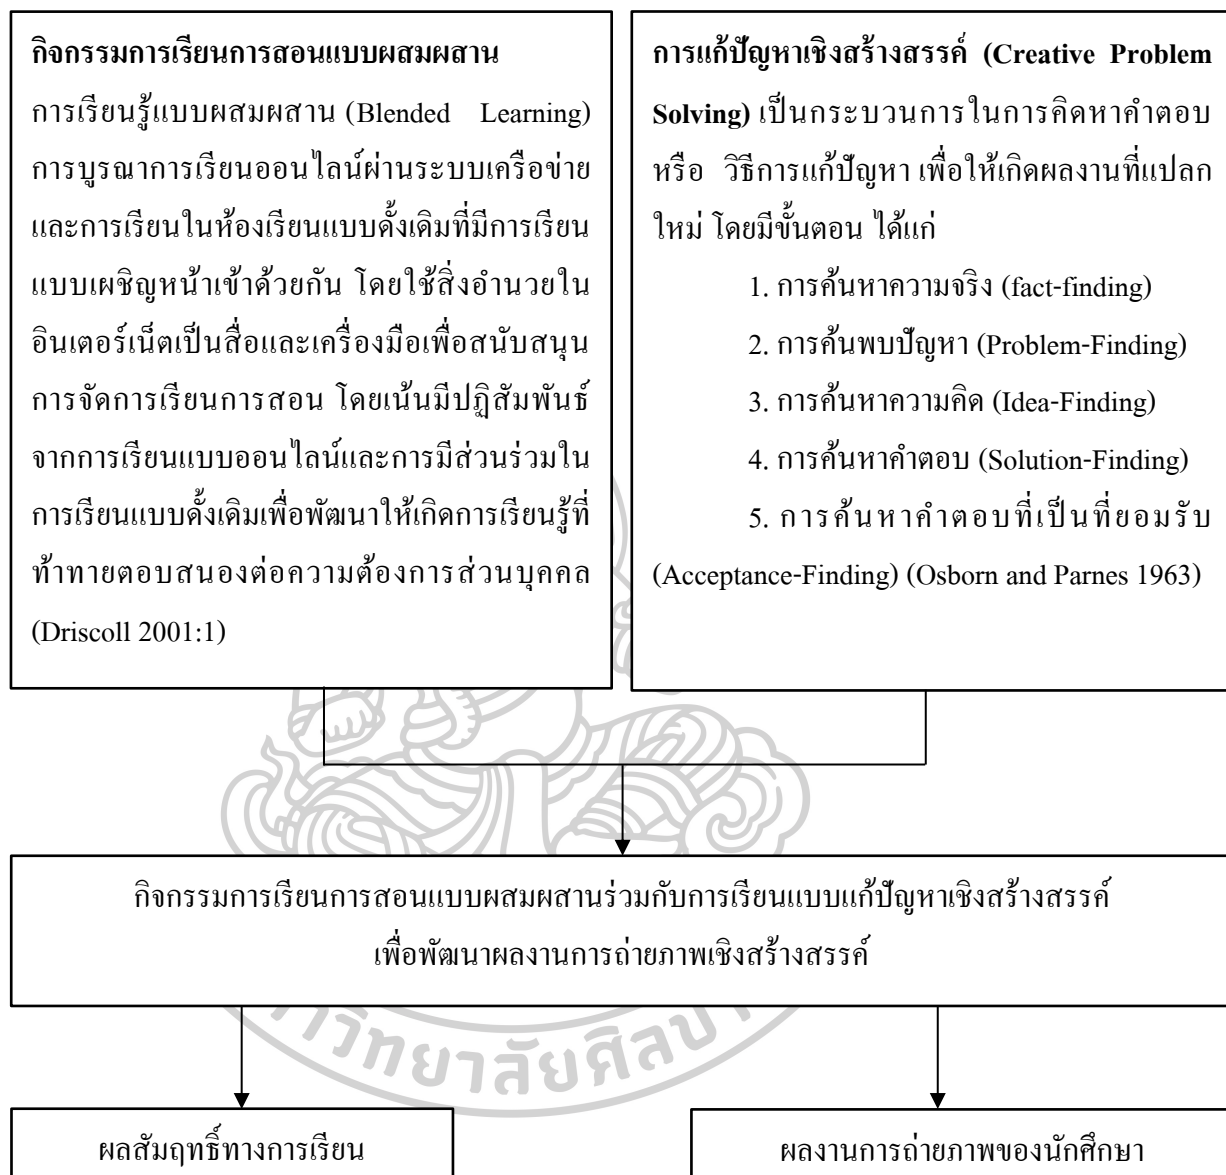 กิจกรรมการเรียนการสอนแบบผสมผสาน
การเรียนรู้แบบผสมผสาน (Blended Learning)
การบูรณาการเรียนออนไลน์ผ่านระบบเครือข่าย
และการเรียนในห้องเรียนแบบดั้งเดิมที่มีการเรียน
แบบเผชิญหน้าเข้าด้วยกัน โดยใช้สิ่งอำนวยใน
อินเตอร์เน็ตเป็นสื่อและเครื่องมือเพื่อสนับสนุน
การจัดการเรียนการสอน โดยเน้นมีปฏิสัมพันธ์
จากการเรียนแบบออนไลน์และการมีส่วนร่วมใน
การเรียนแบบดั้งเดิมเพื่อพัฒนาให้เกิดการเรียนรู้ที่
ท้าทายตอบสนองต่อความต้องการส่วนบุคคล
(Driscoll 2001:1)
การแก้ปัญหาเชิงสร้างสรรค์ (Creative Problem
Solving) เป็นกระบวนการในการคิดหาคำตอบ
หรือ วิธีการแก้ปัญหา เพื่อให้เกิดผลงานที่แปลก
ใหม่ โดยมีขั้นตอน ได้แก่
1. การค้นหาความจริง (fact-finding)
2. การค้นพบปัญหา (Problem-Finding)
3. การค้นหาความคิด (Idea-Finding)
4. การค้นหาคำตอบ (Solution-Finding)
5. การค้นหาคำตอบที่เป็นที่ยอมรับ
(Acceptance-Finding) (Osborn and Parnes 1963)
กิจกรรมการเรียนการสอนแบบผสมผสานร่วมกับการเรียนแบบแก้ปัญหาเชิงสร้างสรรค์
เพื่อพัฒนาผลงานการถ่ายภาพเชิงสร้างสรรค์
ผลสัมฤทธิ์ทางการเรียน
ผลงานการถ่ายภาพของนักศึกษา